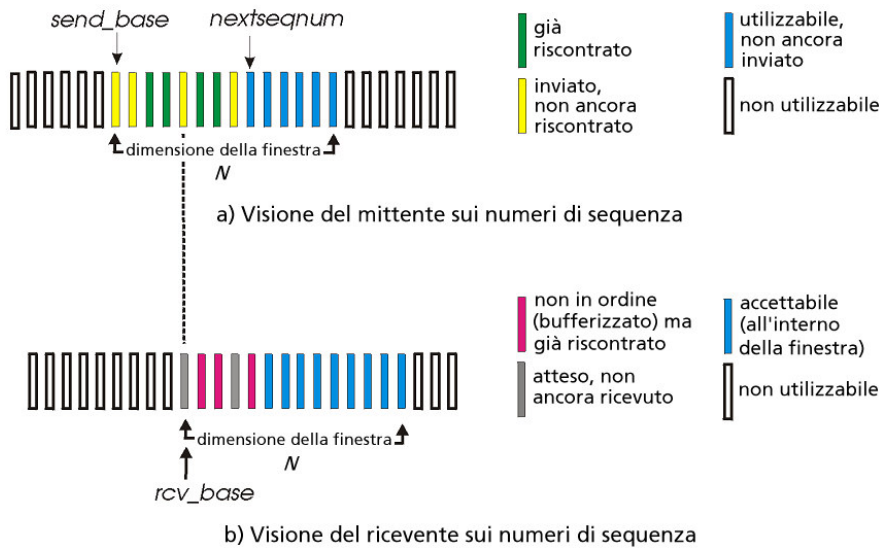 send_base
nextseqnum
già
riscontrato
utilizzabile,
non ancora
inviato
inviato,
non ancora
riscontrato
non utilizzabile
dimensione della finestra
N
a) Visione del mittente sui numeri di sequenza
non in ordine
(bufferizzato) ma
già riscontrato
accettabile
(all'interno
della finestra)
atteso, non
ancora ricevuto
non utilizzabile
dimensione della finestra
N
rcv_base
b) Visione del ricevente sui numeri di sequenza